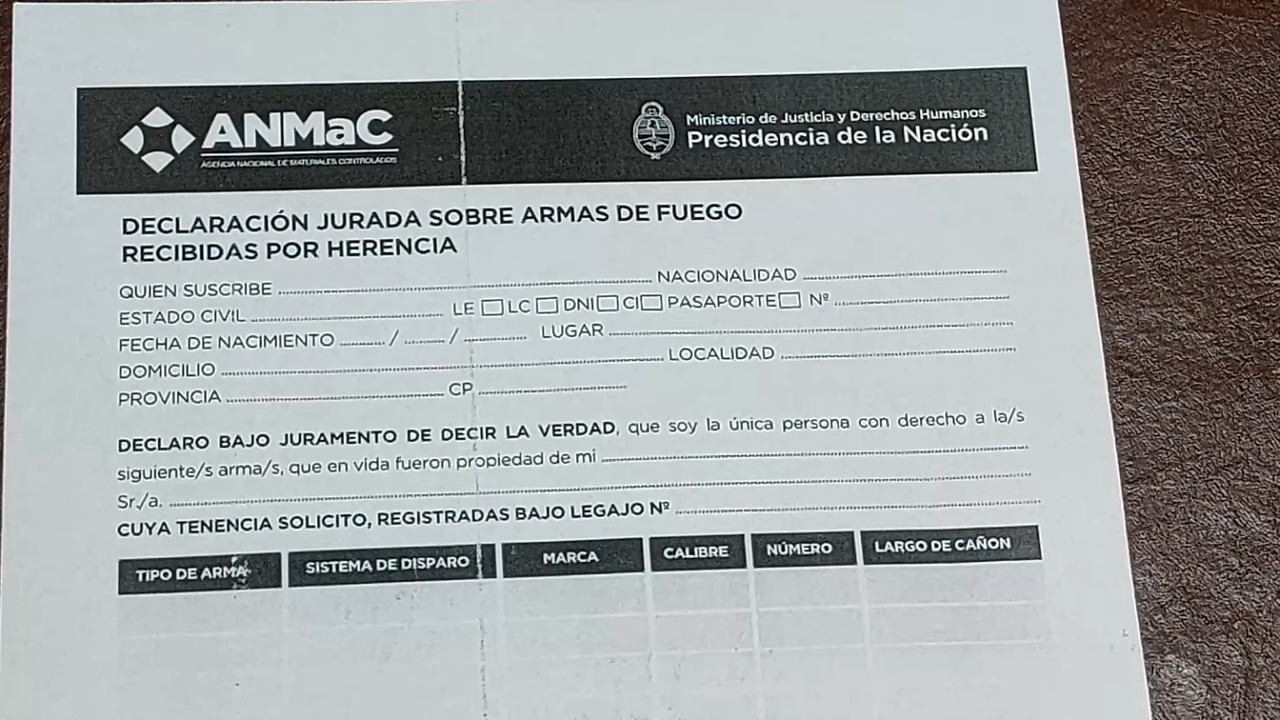 ANMaC
AGENCIA NACIONAL DE MATERIALES CONTROLADOS
Ministerio de Justicia y Derechos Humanos
Presidencia de la Nación
DECLARACIÓN JURADA SOBRE ARMAS DE FUEGO
RECIBIDAS POR HERENCIA
QUIEN SUSCRIBE NACIONALIDAD
ESTADO CIVIL LE LC DNI CI PASAPORTE Nº
FECHA DE NACIMIENTO / / LUGAR
DOMICILIO LOCALIDAD
PROVINCIA CP
DECLARO BAJO JURAMENTO DE DECIR LA VERDAD, que soy la única persona con derecho a la/s
siguiente/s arma/s, que en vida fueron propiedad de mi
Sr./a.
CUYA TENENCIA SOLICITO, REGISTRADAS BAJO LEGAJO Nº
TIPO DE ARMA SISTEMA DE DISPARO MARCA CALIBRE NÚMERO LARGO DE CAÑON